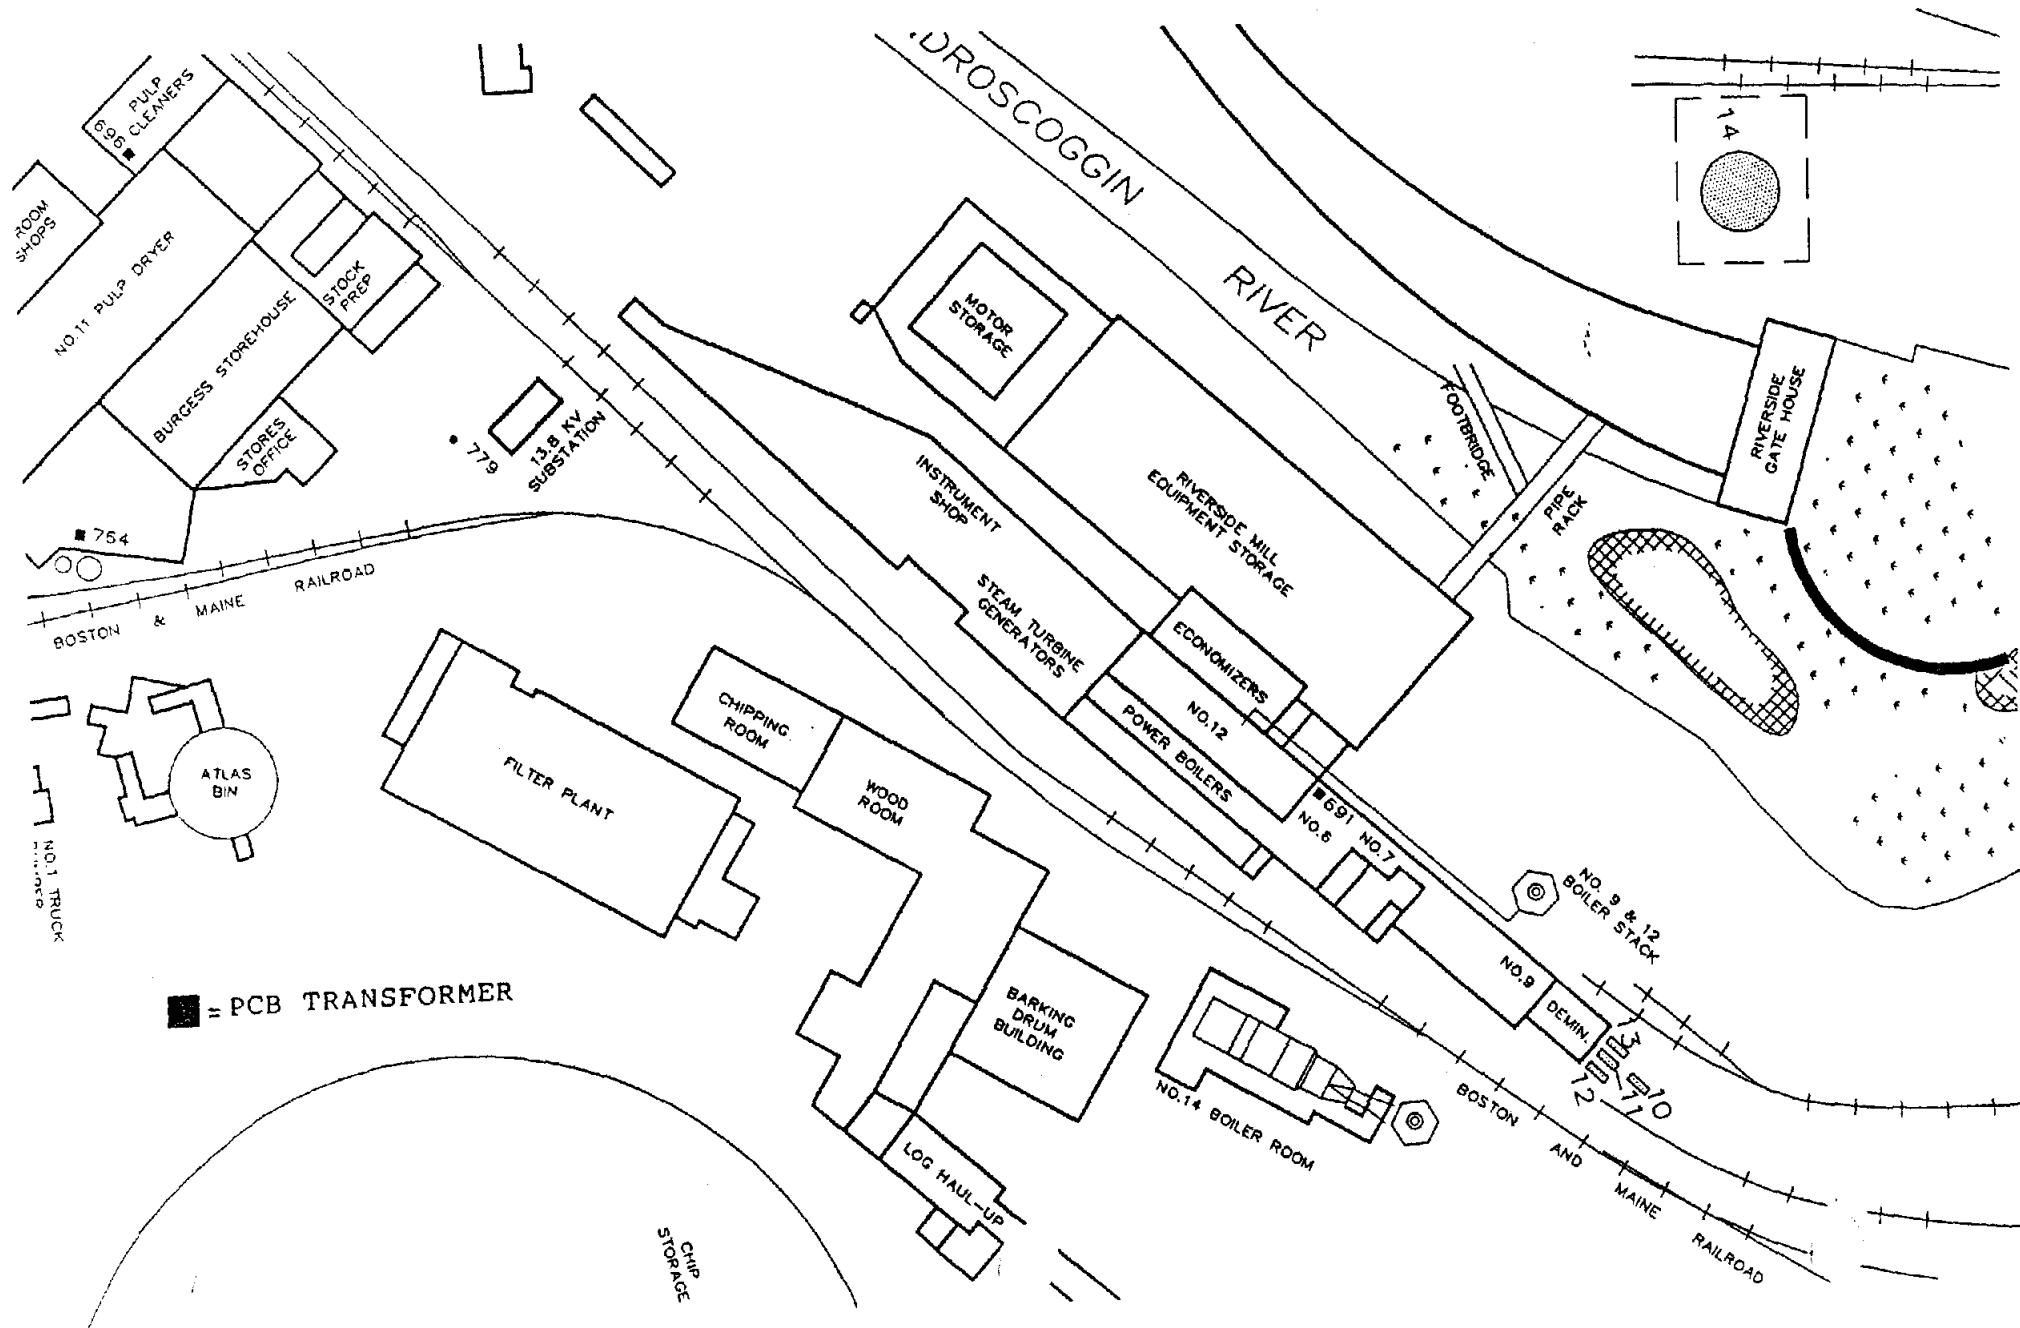 PULP
CLEANERS
696
ROOM
SHOPS
NO.11 PULP DRYER
BURGESS STOREHOUSE
STOCK
PREP
STORES
OFFICE
754
779
13.8 KV
SUBSTATION
BOSTON & MAINE RAILROAD
DROSCOGGIN
RIVER
14
MOTOR
STORAGE
INSTRUMENT
SHOP
RIVERSIDE MILL
EQUIPMENT STORAGE
FOOTBRIDGE
PIPE
RACK
RIVERSIDE
GATE HOUSE
STEAM TURBINE
GENERATORS
ECONOMIZERS
NO.12
POWER BOILERS
691
NO.8
NO.7
NO.9
DEMIN.
NO. 9 & 12
BOILER STACK
13
12
11
10
ATLAS
BIN
NO.1 TRUCK
FILTER PLANT
CHIPPING
ROOM
WOOD
ROOM
BARKING
DRUM
BUILDING
LOG HAUL-UP
NO.14 BOILER ROOM
BOSTON AND MAINE RAILROAD
= PCB TRANSFORMER
CHIP
STORAGE